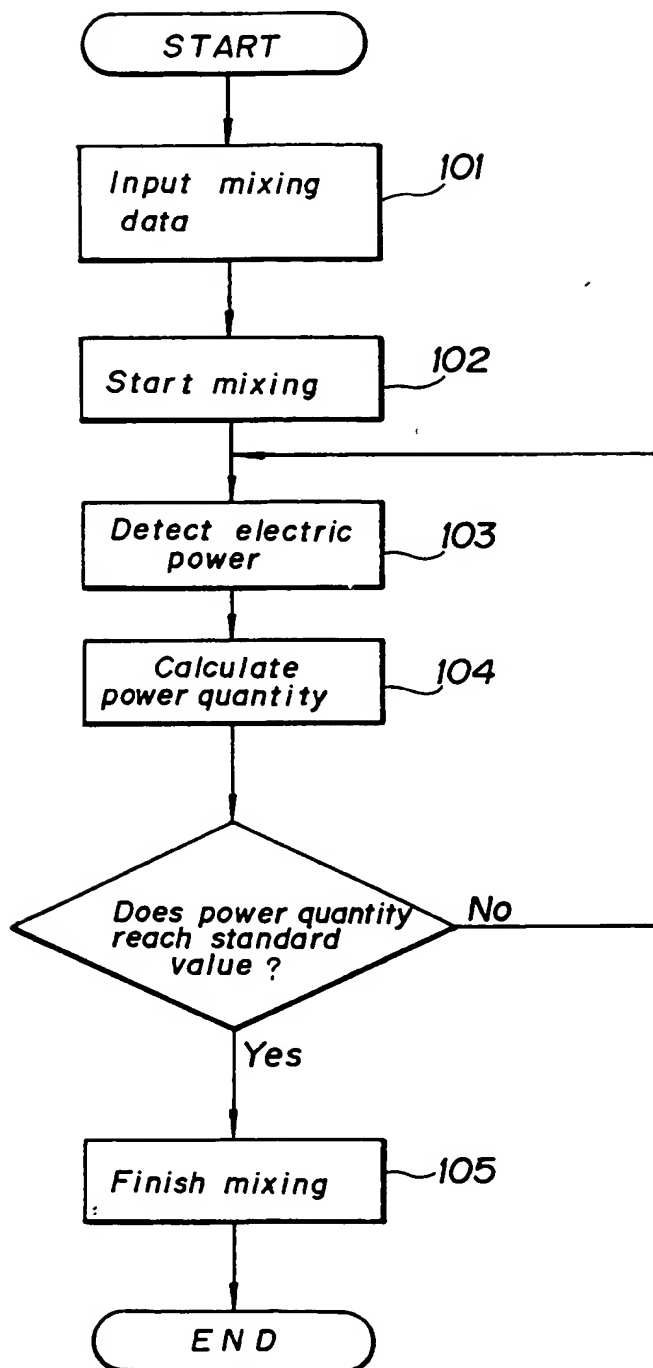 START
Input mixing
data
101
Start mixing
102
Detect electric
power
103
Calculate
power quantity
104
Does power quantity
reach standard
value ?
No
Yes
Finish mixing
105
END